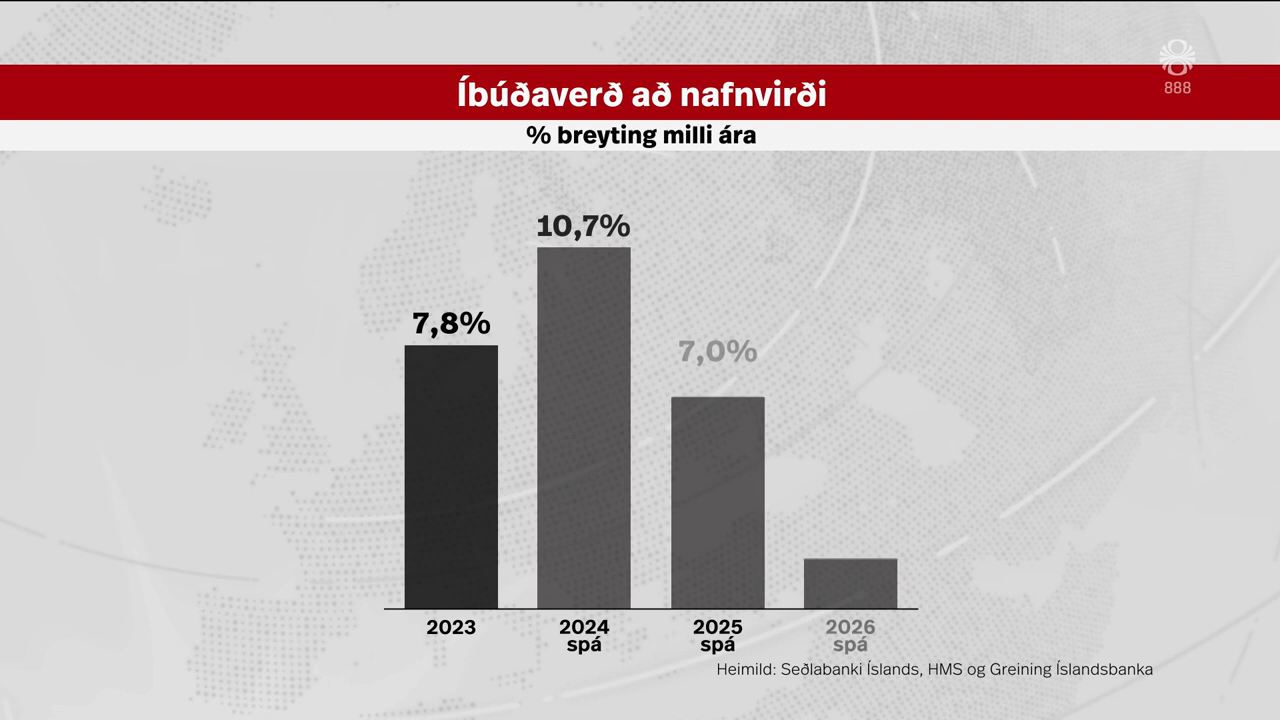 Íbúðaverð að nafnvirði
888
% breyting milli ára
10,7%
7,8%
7,0%
2023
2024
spá
2025
spá
2026
spá
Heimild: Seðlabanki Íslands, HMS og Greining Íslandsbanka